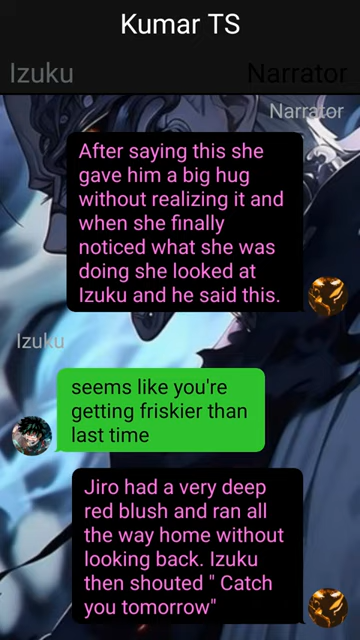 Kumar TS
Izuku
Narrator
Narrator
After saying this she
gave him a big hug
without realizing it and
when she finally
noticed what she was
doing she looked at
Izuku and he said this.
Izuku
seems like you're
getting friskier than
last time
Jiro had a very deep
red blush and ran all
the way home without
looking back. Izuku
then shouted " Catch
you tomorrow"